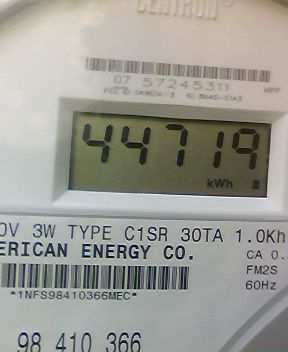 CENTRON®
07 57245311
44719
kWh
0V 3W TYPE C1SR 30TA 1.0Kh
ERICAN ENERGY CO. CA 0.
FM2S
*1NFS98410366MEC* 60Hz
98 410 366